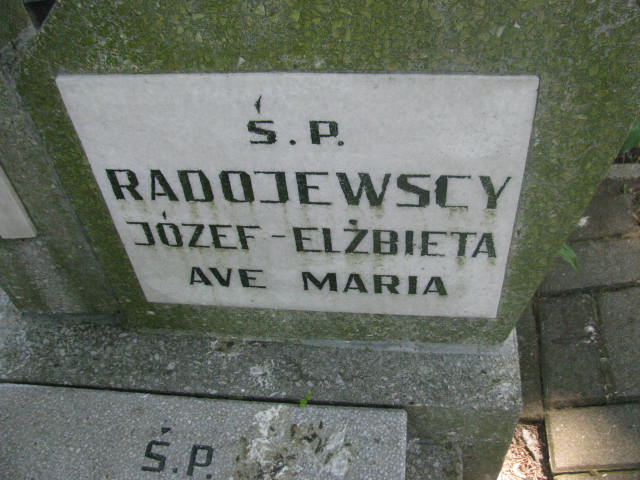 Ś.P.
RADOJEWSCY
JÓZEF-ELŻBIETA
AVE MARIA
Ś.P.